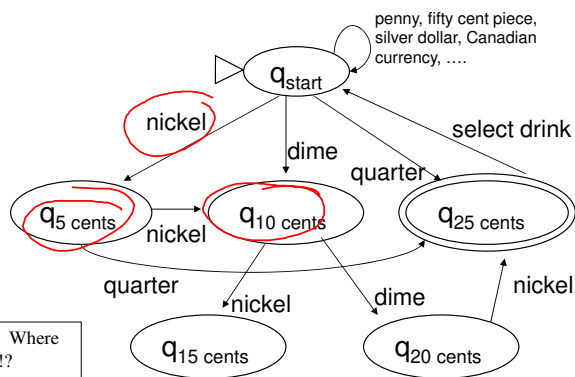 penny, fifty cent piece,
silver dollar, Canadian
currency, ....
qstart
nickel
dime
quarter
select drink
q5 cents
nickel
q10 cents
q25 cents
quarter
nickel
dime
nickel
Where
!?
q15 cents
q20 cents